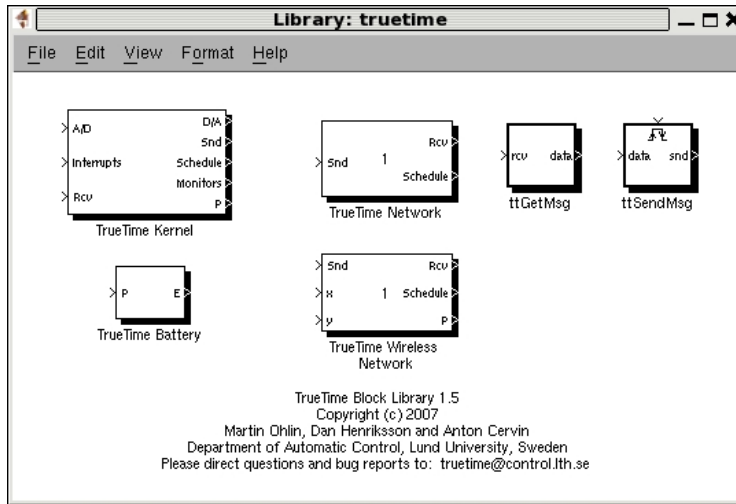 Library: truetime
File Edit View Format Help
A/D
Interrupts
Rcv
D/A
Snd
Schedule
Monitors
P
TrueTime Kernel
Snd
1
Rcv
Schedule
TrueTime Network
rcv data
ttGetMsg
data snd
ttSendMsg
P E
TrueTime Battery
Snd
x
y
1
Rcv
Schedule
P
TrueTime Wireless
Network
TrueTime Block Library 1.5
Copyright (c) 2007
Martin Ohlin, Dan Henriksson and Anton Cervin
Department of Automatic Control, Lund University, Sweden
Please direct questions and bug reports to: truetime@control.lth.se